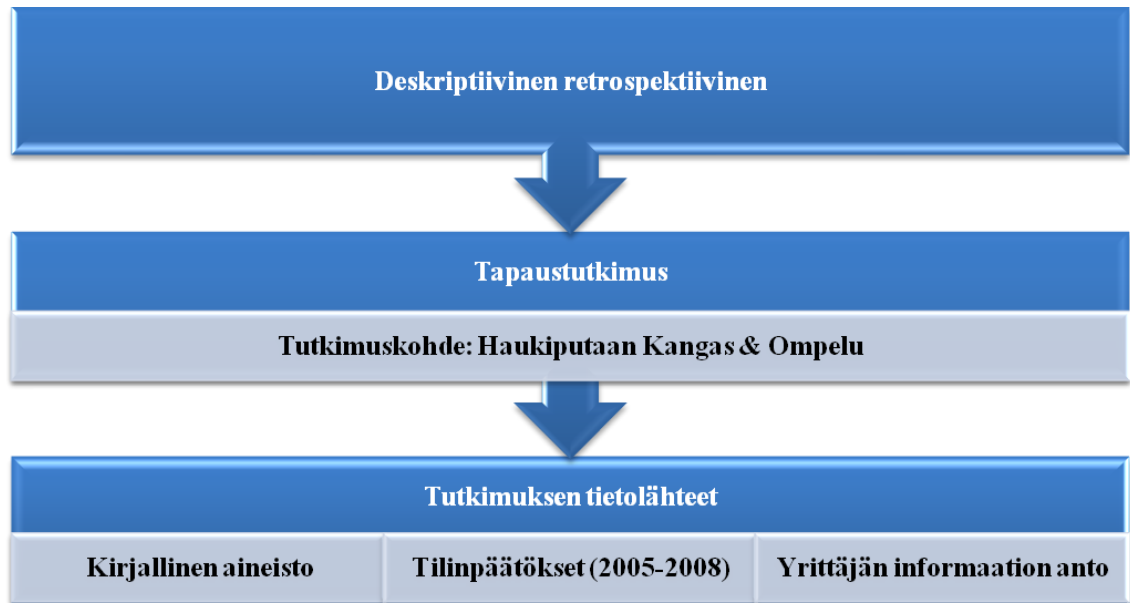 Deskriptiivinen retrospektiivinen
Tapaustutkimus
Tutkimuskohde: Haukiputaan Kangas & Ompelu
Tutkimuksen tietolähteet
Kirjallinen aineisto
Tilinpäätökset (2005-2008)
Yrittäjän informaation anto